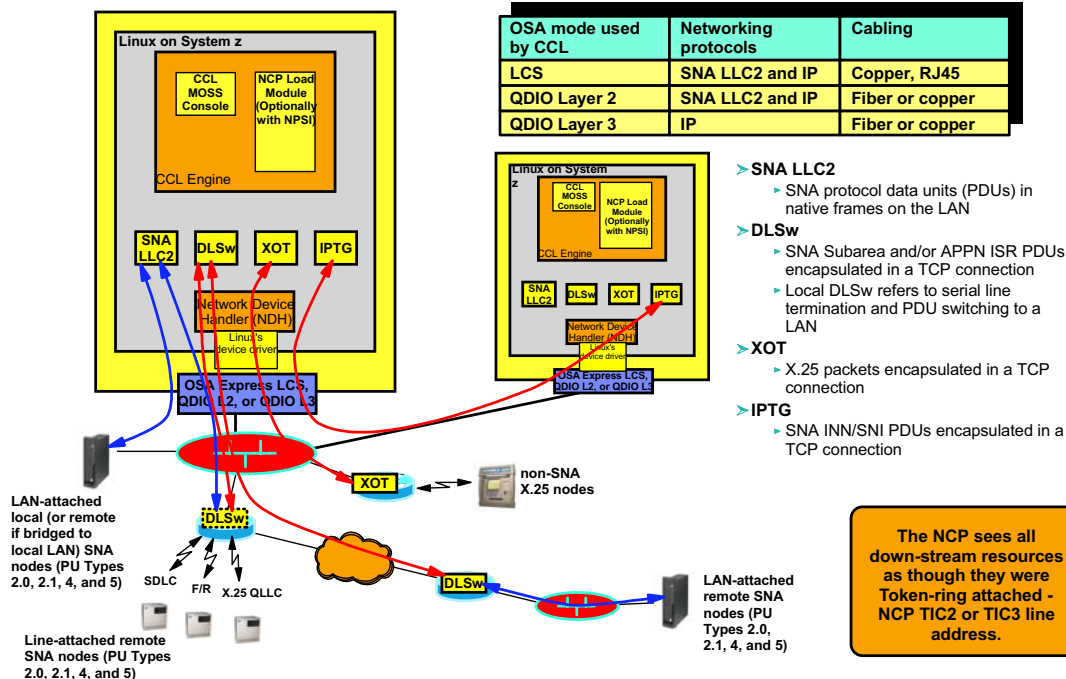 Linux on System z
CCL
MOSS
Console
NCP Load
Module
(Optionally
with NPSI)
CCL Engine
SNA
LLC2
DLSw
XOT
IPTG
Network Device
Handler (NDH)
Linux's
device driver
OSA Express LCS,
QDIO L2, or QDIO L3
OSA mode used
by CCL
Networking
protocols
Cabling
LCS
SNA LLC2 and IP
Copper, RJ45
QDIO Layer 2
SNA LLC2 and IP
Fiber or copper
QDIO Layer 3
IP
Fiber or copper
Linux on System
z
CCL
MOSS
Console
NCP Load
Module
(Optionally
with NPSI)
CCL Engine
SNA
LLC2
DLSw
XOT
IPTG
Network Device
Handler (NDH)
Linux's
device driver
OSA Express LCS,
QDIO L2, or QDIO L3
SNA LLC2
SNA protocol data units (PDUs) in
native frames on the LAN
DLSw
SNA Subarea and/or APPN ISR PDUs
encapsulated in a TCP connection
Local DLSw refers to serial line
termination and PDU switching to a
LAN
XOT
X.25 packets encapsulated in a TCP
connection
IPTG
SNA INN/SNI PDUs encapsulated in a
TCP connection
LAN-attached
local (or remote
if bridged to
local LAN) SNA
nodes (PU Types
2.0, 2.1, 4, and 5)
XOT
non-SNA
X.25 nodes
DLSw
SDLC
F/R
X.25 QLLC
Line-attached remote
SNA nodes (PU Types
2.0, 2.1, 4, and 5)
DLSw
LAN-attached
remote SNA
nodes (PU
Types 2.0,
2.1, 4, and 5)
The NCP sees all
down-stream resources
as though they were
Token-ring attached -
NCP TIC2 or TIC3 line
address.